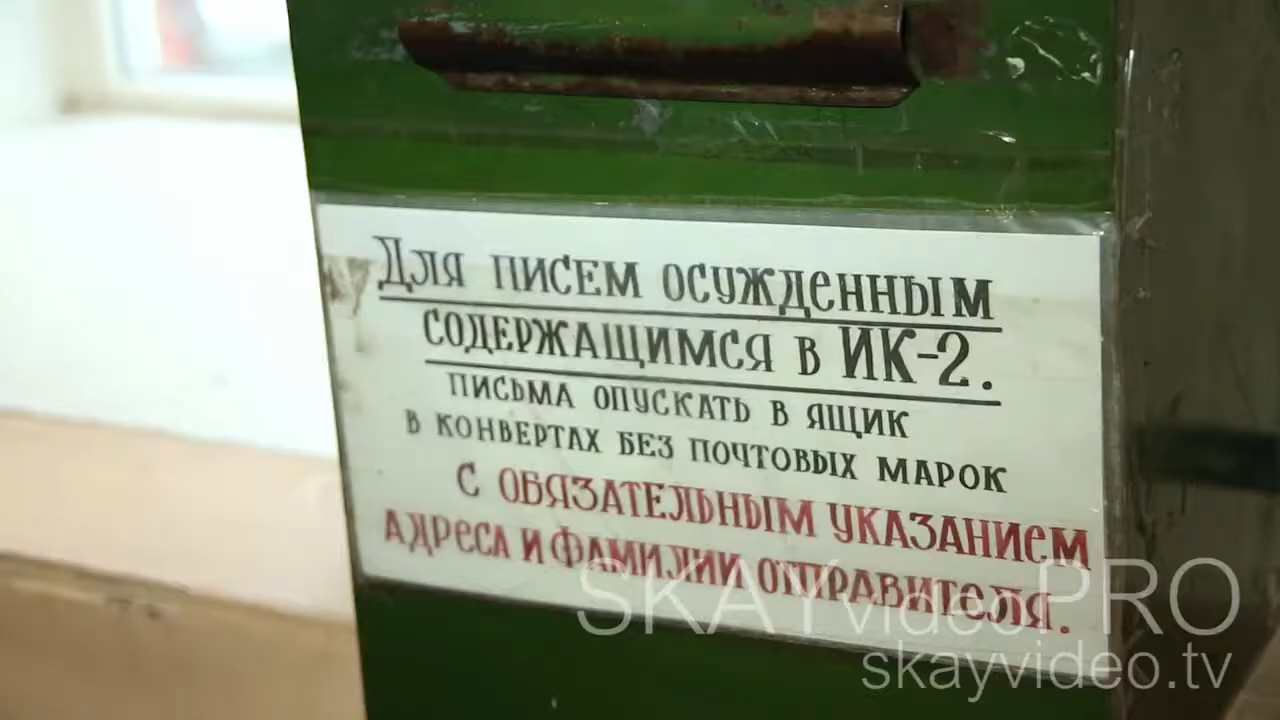 Для писем осужденным
содержащимся в ИК-2.
письма опускать в ящик
в конвертах без почтовых марок
с обязательным указанием
адреса и фамилии отправителя.
SKAYvideoPRO
skayvideo.tv